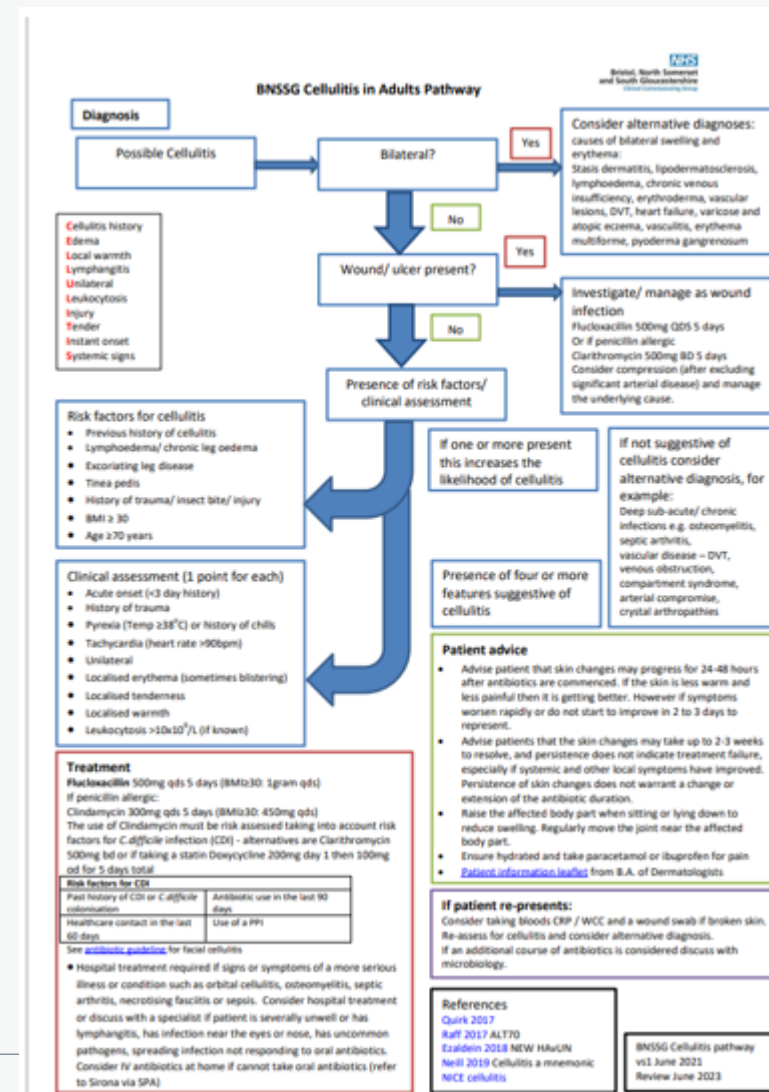 NHS
Bristol, North Somerset
and South Gloucestershire
Clinical Commissioning Group
BNSSG Cellulitis in Adults Pathway
Diagnosis
Possible Cellulitis
Bilateral?
Yes
Consider alternative diagnoses:
causes of bilateral swelling and
erythema:
Stasis dermatitis, lipodermatosclerosis,
lymphoedema, chronic venous
insufficiency, erythroderma, vascular
lesions, DVT, heart failure, varicose and
atopic eczema, vasculitis, erythema
multiforme, pyoderma gangrenosum
No
Cellulitis history
Edema
Local warmth
Lymphangitis
Unilateral
Leukocytosis
Injury
Tender
Instant onset
Systemic signs
Wound/ ulcer present?
Yes
Investigate/ manage as wound
infection
Flucloxacillin 500mg QDS 5 days
Or if penicillin allergic
Clarithromycin 500mg BD 5 days
Consider compression (after excluding
significant arterial disease) and manage
the underlying cause.
No
Presence of risk factors/
clinical assessment
Risk factors for cellulitis
• Previous history of cellulitis
• Lymphoedema/ chronic leg oedema
• Excoriating leg disease
• Tinea pedis
• History of trauma/ insect bite/ injury
• BMI ≥ 30
• Age ≥70 years
If one or more present
this increases the
likelihood of cellulitis
If not suggestive of
cellulitis consider
alternative diagnosis, for
example:
Deep sub-acute/ chronic
infections e.g. osteomyelitis,
septic arthritis,
vascular disease – DVT,
venous obstruction,
compartment syndrome,
arterial compromise,
crystal arthropathies
Clinical assessment (1 point for each)
• Acute onset (<3 day history)
• History of trauma
• Pyrexia (Temp ≥38°C) or history of chills
• Tachycardia (heart rate >90bpm)
• Unilateral
• Localised erythema (sometimes blistering)
• Localised tenderness
• Localised warmth
• Leukocytosis >10x10⁹/L (if known)
Presence of four or more
features suggestive of
cellulitis
Patient advice
• Advise patient that skin changes may progress for 24-48 hours
after antibiotics are commenced. If the skin is less warm and
less painful then it is getting better. However if symptoms
worsen rapidly or do not start to improve in 2 to 3 days to
represent.
• Advise patients that the skin changes may take up to 2-3 weeks
to resolve, and persistence does not indicate treatment failure,
especially if systemic and other local symptoms have improved.
Persistence of skin changes does not warrant a change or
extension of the antibiotic duration.
• Raise the affected body part when sitting or lying down to
reduce swelling. Regularly move the joint near the affected
body part.
• Ensure hydrated and take paracetamol or ibuprofen for pain
• Patient information leaflet from B.A. of Dermatologists
Treatment
Flucloxacillin 500mg qds 5 days (BMI≥30: 1gram qds)
If penicillin allergic:
Clindamycin 300mg qds 5 days (BMI≥30: 450mg qds)
The use of Clindamycin must be risk assessed taking into account risk
factors for C.difficile infection (CDI) - alternatives are Clarithromycin
500mg bd or if taking a statin Doxycycline 200mg day 1 then 100mg
od for 5 days total
Risk factors for CDI
Past history of CDI or C.difficile
colonisation
Antibiotic use in the last 90
days
Healthcare contact in the last
60 days
Use of a PPI
See antibiotic guideline for facial cellulitis
• Hospital treatment required if signs or symptoms of a more serious
illness or condition such as orbital cellulitis, osteomyelitis, septic
arthritis, necrotising fasciitis or sepsis. Consider hospital treatment
or discuss with a specialist if patient is severally unwell or has
lymphangitis, has infection near the eyes or nose, has uncommon
pathogens, spreading infection not responding to oral antibiotics.
Consider IV antibiotics at home if cannot take oral antibiotics (refer
to Sirona via SPA)
If patient re-presents:
Consider taking bloods CRP / WCC and a wound swab if broken skin.
Re-assess for cellulitis and consider alternative diagnosis.
If an additional course of antibiotics is considered discuss with
microbiology.
References
Quirk 2017
Raff 2017 ALT70
Ezaldein 2018 NEW HAvUN
Neill 2019 Cellulitis a mnemonic
NICE cellulitis
BNSSG Cellulitis pathway
vs1 June 2021
Review June 2023